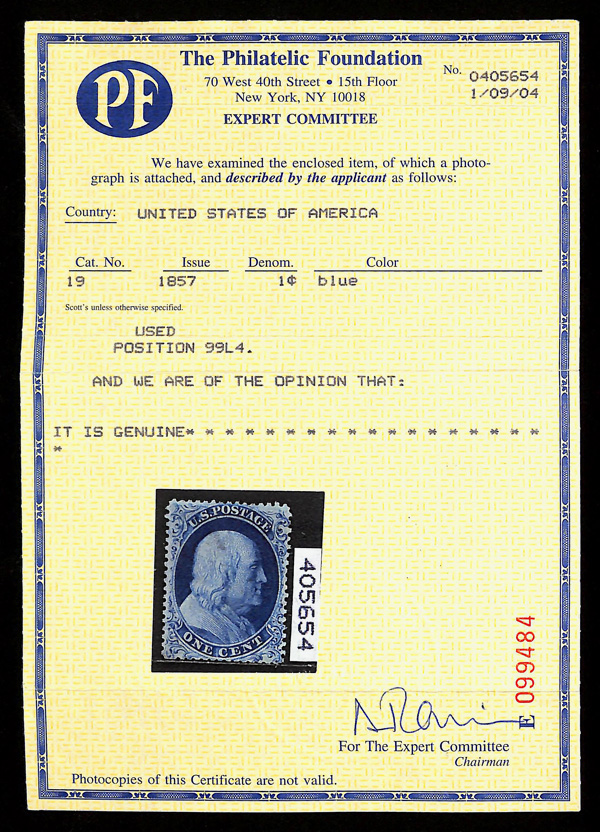 PF
The Philatelic Foundation
70 West 40th Street • 15th Floor
New York, NY 10018
EXPERT COMMITTEE
No. 0405654
1/09/04
We have examined the enclosed item, of which a photo-
graph is attached, and described by the applicant as follows:
Country: UNITED STATES OF AMERICA
Cat. No. Issue Denom. Color
19 1857 1¢ blue
Scott's unless otherwise specified.
USED
POSITION 99L4.
AND WE ARE OF THE OPINION THAT:
IT IS GENUINE* * * * * * * * * * * * * * * * * *
*
U.S. POSTAGE
ONE CENT
405654
E 099484
For The Expert Committee
Chairman
Photocopies of this Certificate are not valid.